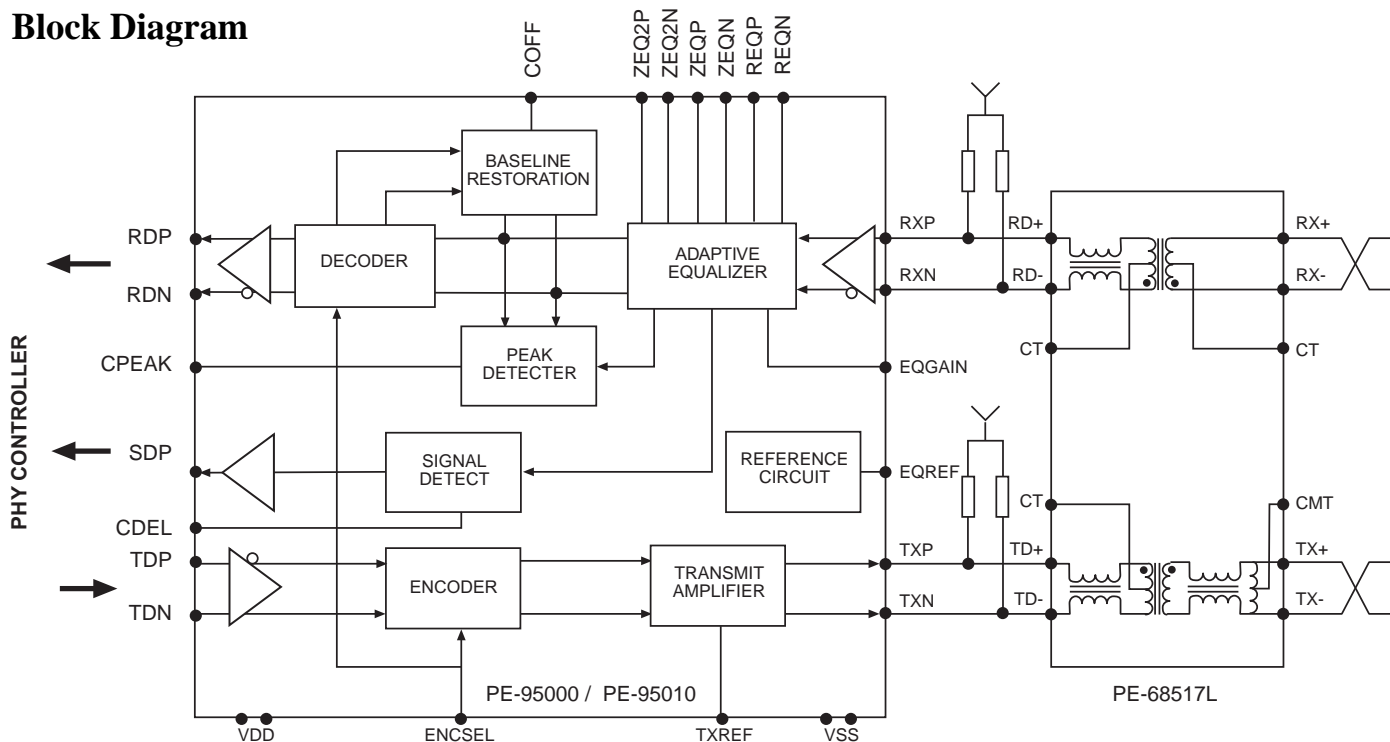 Block Diagram
COFF
ZEQ2P
ZEQ2N
ZEQP
ZEQN
REQP
REQN
BASELINE
RESTORATION
RDP
RDN
DECODER
ADAPTIVE
EQUALIZER
RXP
RXN
RD+
RD-
RX+
RX-
CT
CT
CPEAK
PEAK
DETECTER
EQGAIN
PHY CONTROLLER
SDP
SIGNAL
DETECT
REFERENCE
CIRCUIT
EQREF
CT
CMT
CDEL
TDP
TDN
ENCODER
TRANSMIT
AMPLIFIER
TXP
TXN
TD+
TD-
TX+
TX-
PE-95000 / PE-95010
PE-68517L
VDD
ENCSEL
TXREF
VSS